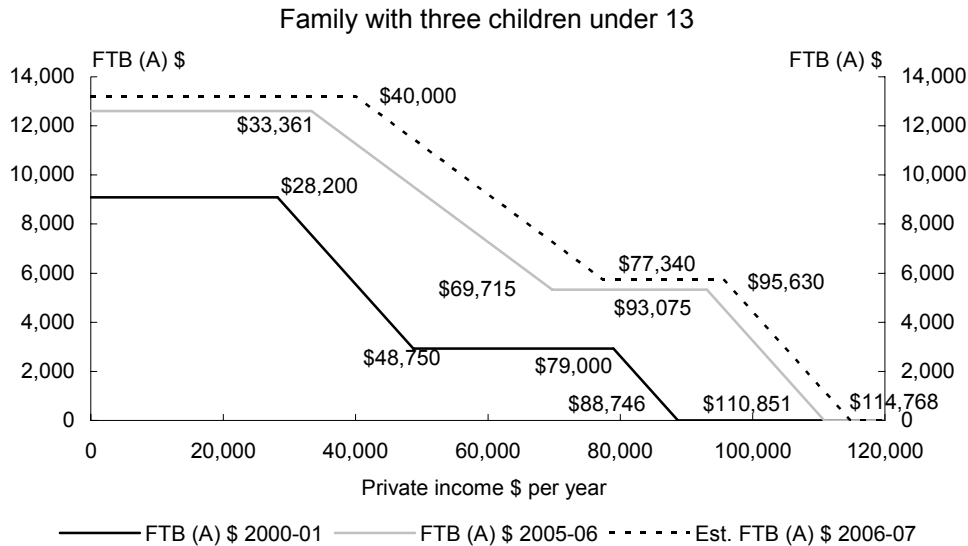 Family with three children under 13
FTB (A) $ FTB (A) $
14,000 14,000
$40,000
12,000 $33,361 12,000
10,000 10,000
$28,200
8,000 8,000
6,000 $77,340 6,000
$69,715 $93,075 $95,630
4,000 4,000
$48,750 $79,000
2,000 2,000
$88,746 $110,851 $114,768
0 0
0 20,000 40,000 60,000 80,000 100,000 120,000
Private income $ per year
FTB (A) $ 2000-01 FTB (A) $ 2005-06 Est. FTB (A) $ 2006-07